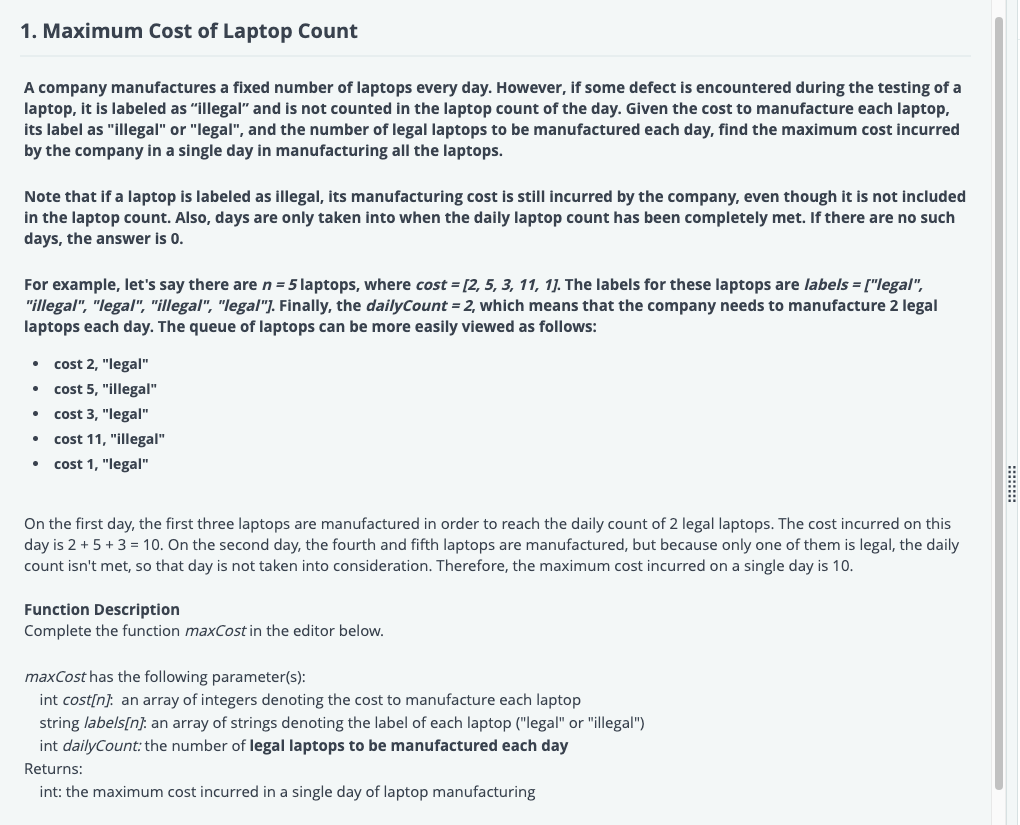 1. Maximum Cost of Laptop Count
A company manufactures a fixed number of laptops every day. However, if some defect is encountered during the testing of a
laptop, it is labeled as “illegal” and is not counted in the laptop count of the day. Given the cost to manufacture each laptop,
its label as "illegal" or "legal", and the number of legal laptops to be manufactured each day, find the maximum cost incurred
by the company in a single day in manufacturing all the laptops.
Note that if a laptop is labeled as illegal, its manufacturing cost is still incurred by the company, even though it is not included
in the laptop count. Also, days are only taken into when the daily laptop count has been completely met. If there are no such
days, the answer is 0.
For example, let's say there are n = 5 laptops, where cost = [2, 5, 3, 11, 1]. The labels for these laptops are labels = ["legal",
"illegal", "legal", "illegal", "legal"]. Finally, the dailyCount = 2, which means that the company needs to manufacture 2 legal
laptops each day. The queue of laptops can be more easily viewed as follows:
• cost 2, "legal"
• cost 5, "illegal"
• cost 3, "legal"
• cost 11, "illegal"
• cost 1, "legal"
On the first day, the first three laptops are manufactured in order to reach the daily count of 2 legal laptops. The cost incurred on this
day is 2 + 5 + 3 = 10. On the second day, the fourth and fifth laptops are manufactured, but because only one of them is legal, the daily
count isn't met, so that day is not taken into consideration. Therefore, the maximum cost incurred on a single day is 10.
Function Description
Complete the function maxCost in the editor below.
maxCost has the following parameter(s):
int cost[n]: an array of integers denoting the cost to manufacture each laptop
string labels[n]: an array of strings denoting the label of each laptop ("legal" or "illegal")
int dailyCount: the number of legal laptops to be manufactured each day
Returns:
int: the maximum cost incurred in a single day of laptop manufacturing